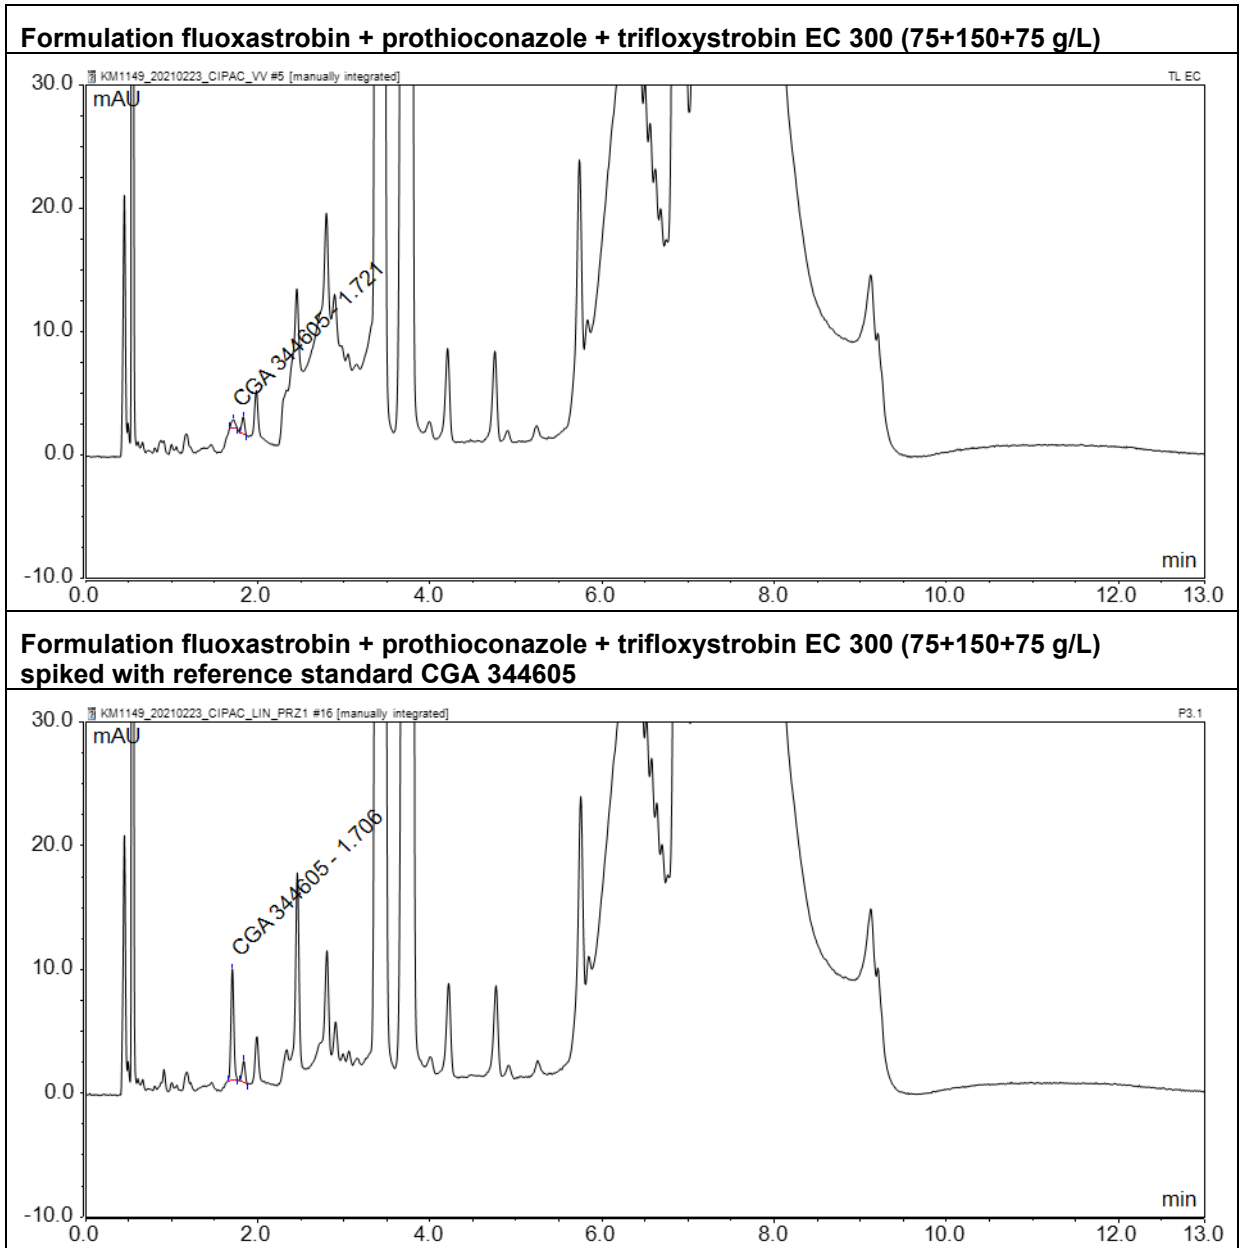 Formulation fluoxastrobin + prothioconazole + trifloxystrobin EC 300 (75+150+75 g/L)
KM1149_20210223_CIPAC_VV #5 [manually integrated]
TL EC
30.0
mAU
20.0
CGA 344605 - 1.721
10.0
0.0
min
-10.0
0.0 2.0 4.0 6.0 8.0 10.0 12.0 13.0
Formulation fluoxastrobin + prothioconazole + trifloxystrobin EC 300 (75+150+75 g/L)
spiked with reference standard CGA 344605
KM1149_20210223_CIPAC_LIN_PRZ1 #16 [manually integrated]
P3.1
30.0
mAU
20.0
CGA 344605 - 1.706
10.0
0.0
min
-10.0
0.0 2.0 4.0 6.0 8.0 10.0 12.0 13.0